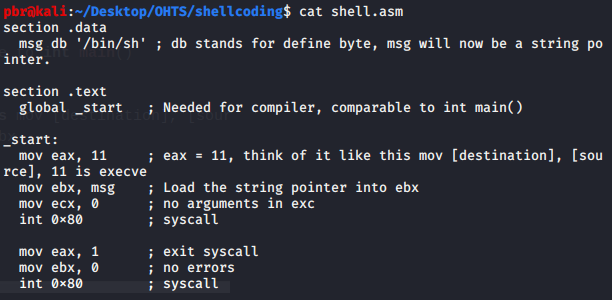 pbr@kali:~/Desktop/OHTS/shellcoding$ cat shell.asm
section .data
  msg db '/bin/sh' ; db stands for define byte, msg will now be a string po
inter.

section .text
  global _start   ; Needed for compiler, comparable to int main()

_start:
  mov eax, 11     ; eax = 11, think of it like this mov [destination], [sou
rce], 11 is execve
  mov ebx, msg    ; Load the string pointer into ebx
  mov ecx, 0      ; no arguments in exc
  int 0×80        ; syscall

  mov eax, 1      ; exit syscall
  mov ebx, 0      ; no errors
  int 0×80        ; syscall